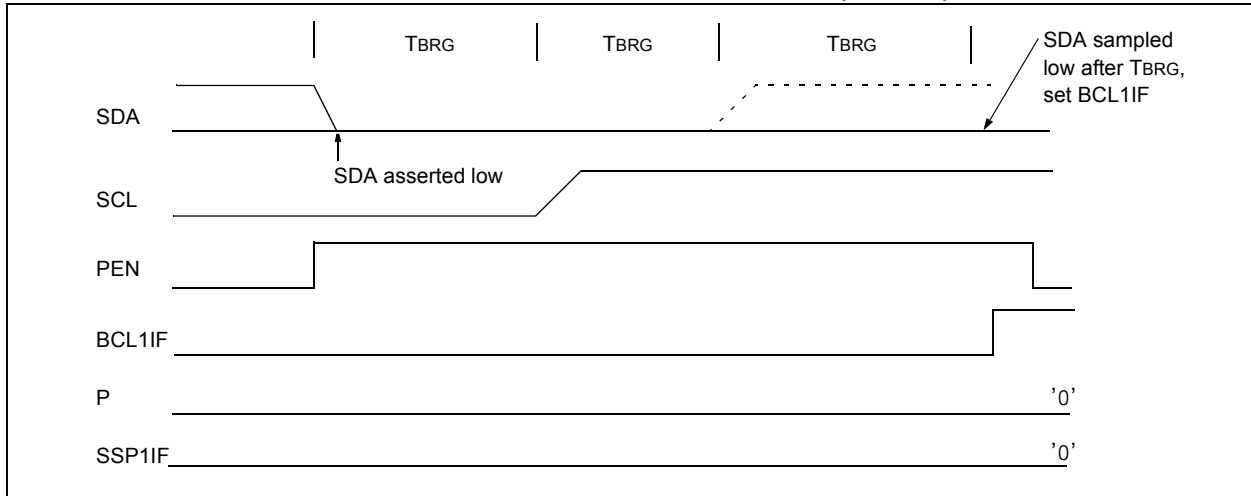 TBRG TBRG TBRG
SDA sampled
low after TBRG,
set BCL1IF
SDA
SDA asserted low
SCL
PEN
BCL1IF
P '0'
SSP1IF '0'